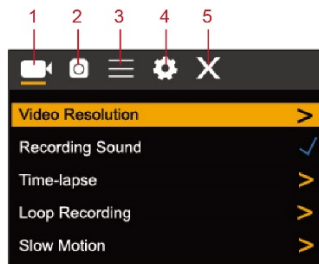 1 2 3 4 5
Video Resolution >
Recording Sound
Time-lapse >
Loop Recording >
Slow Motion >